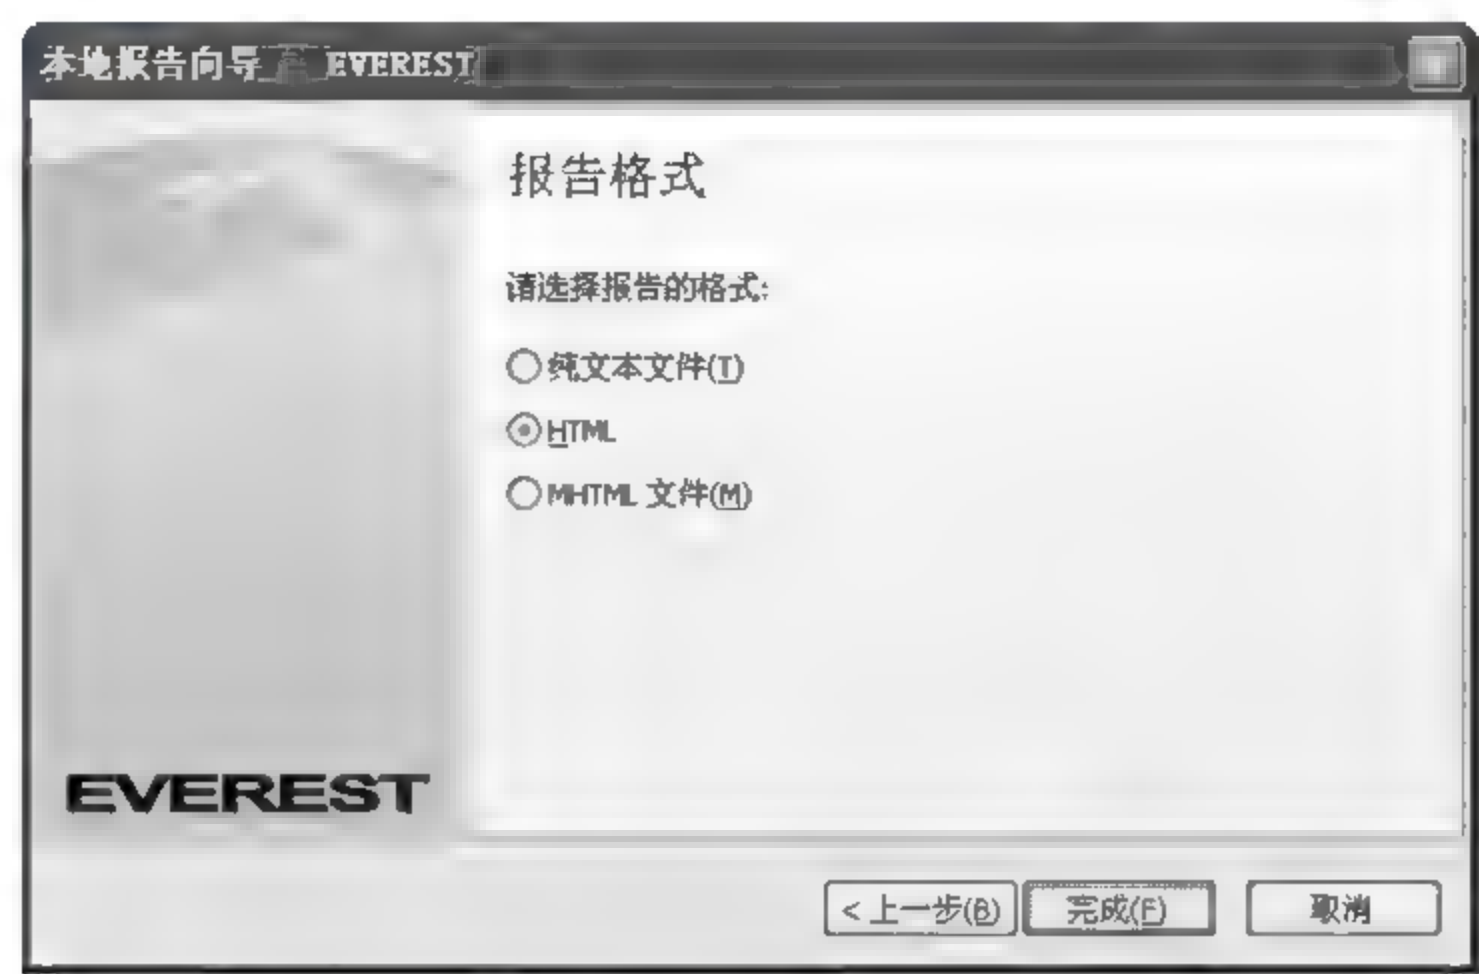 本地报告向导 EVEREST
报告格式
请选择报告的格式:
纯文本文件(T)
HTML
MHTML 文件(M)
EVEREST
< 上一步(B)
完成(F)
取消